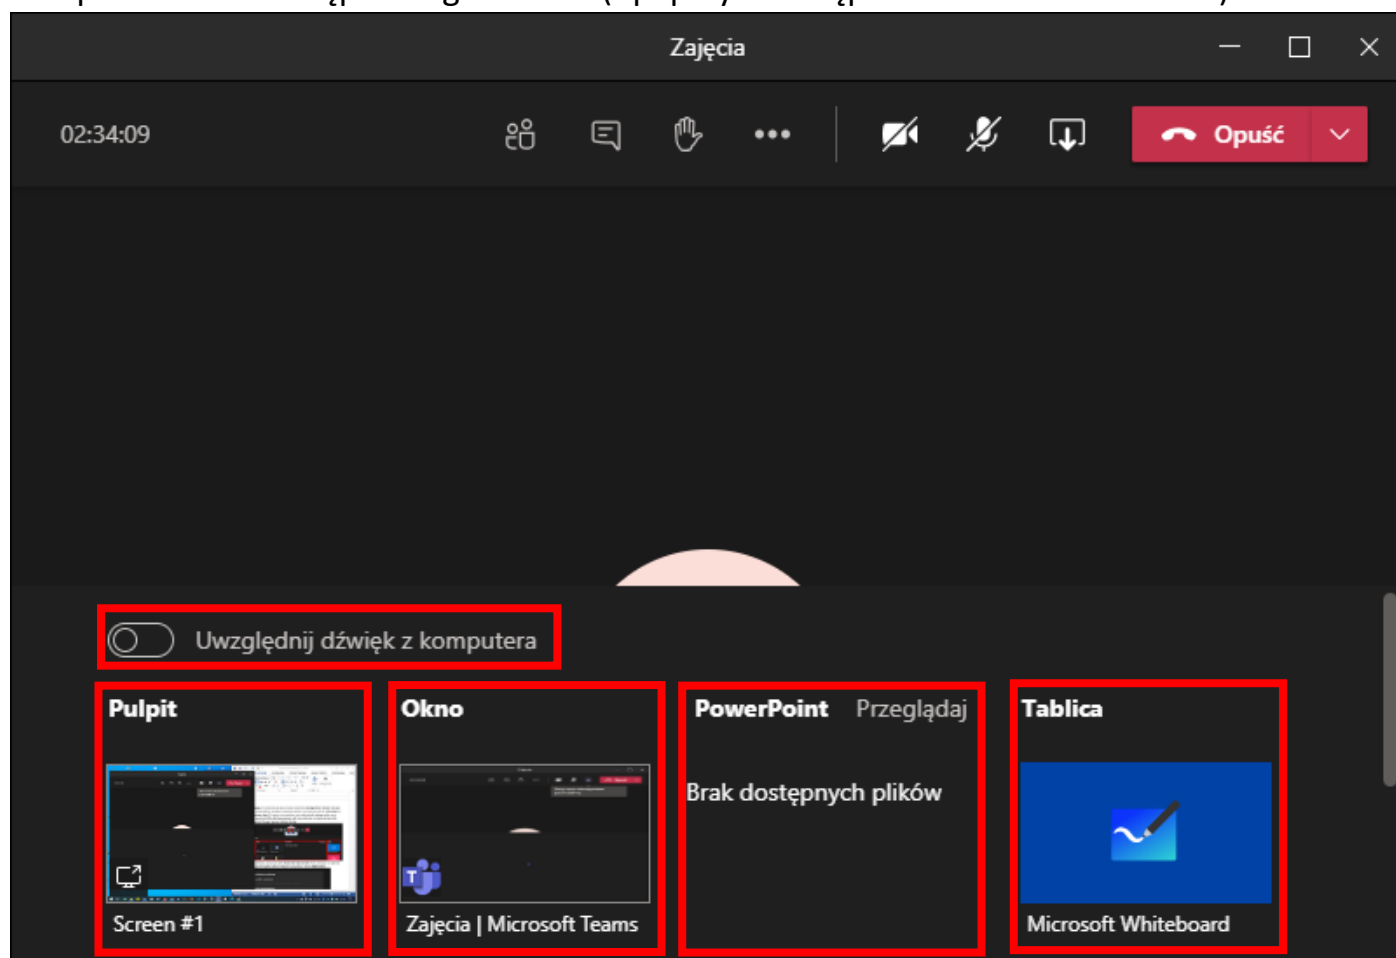 Zajęcia
02:34:09
Opuść
Uwzględnij dźwięk z komputera
Pulpit
Okno
PowerPoint Przeglądaj
Tablica
Brak dostępnych plików
Screen #1
Zajęcia | Microsoft Teams
Microsoft Whiteboard